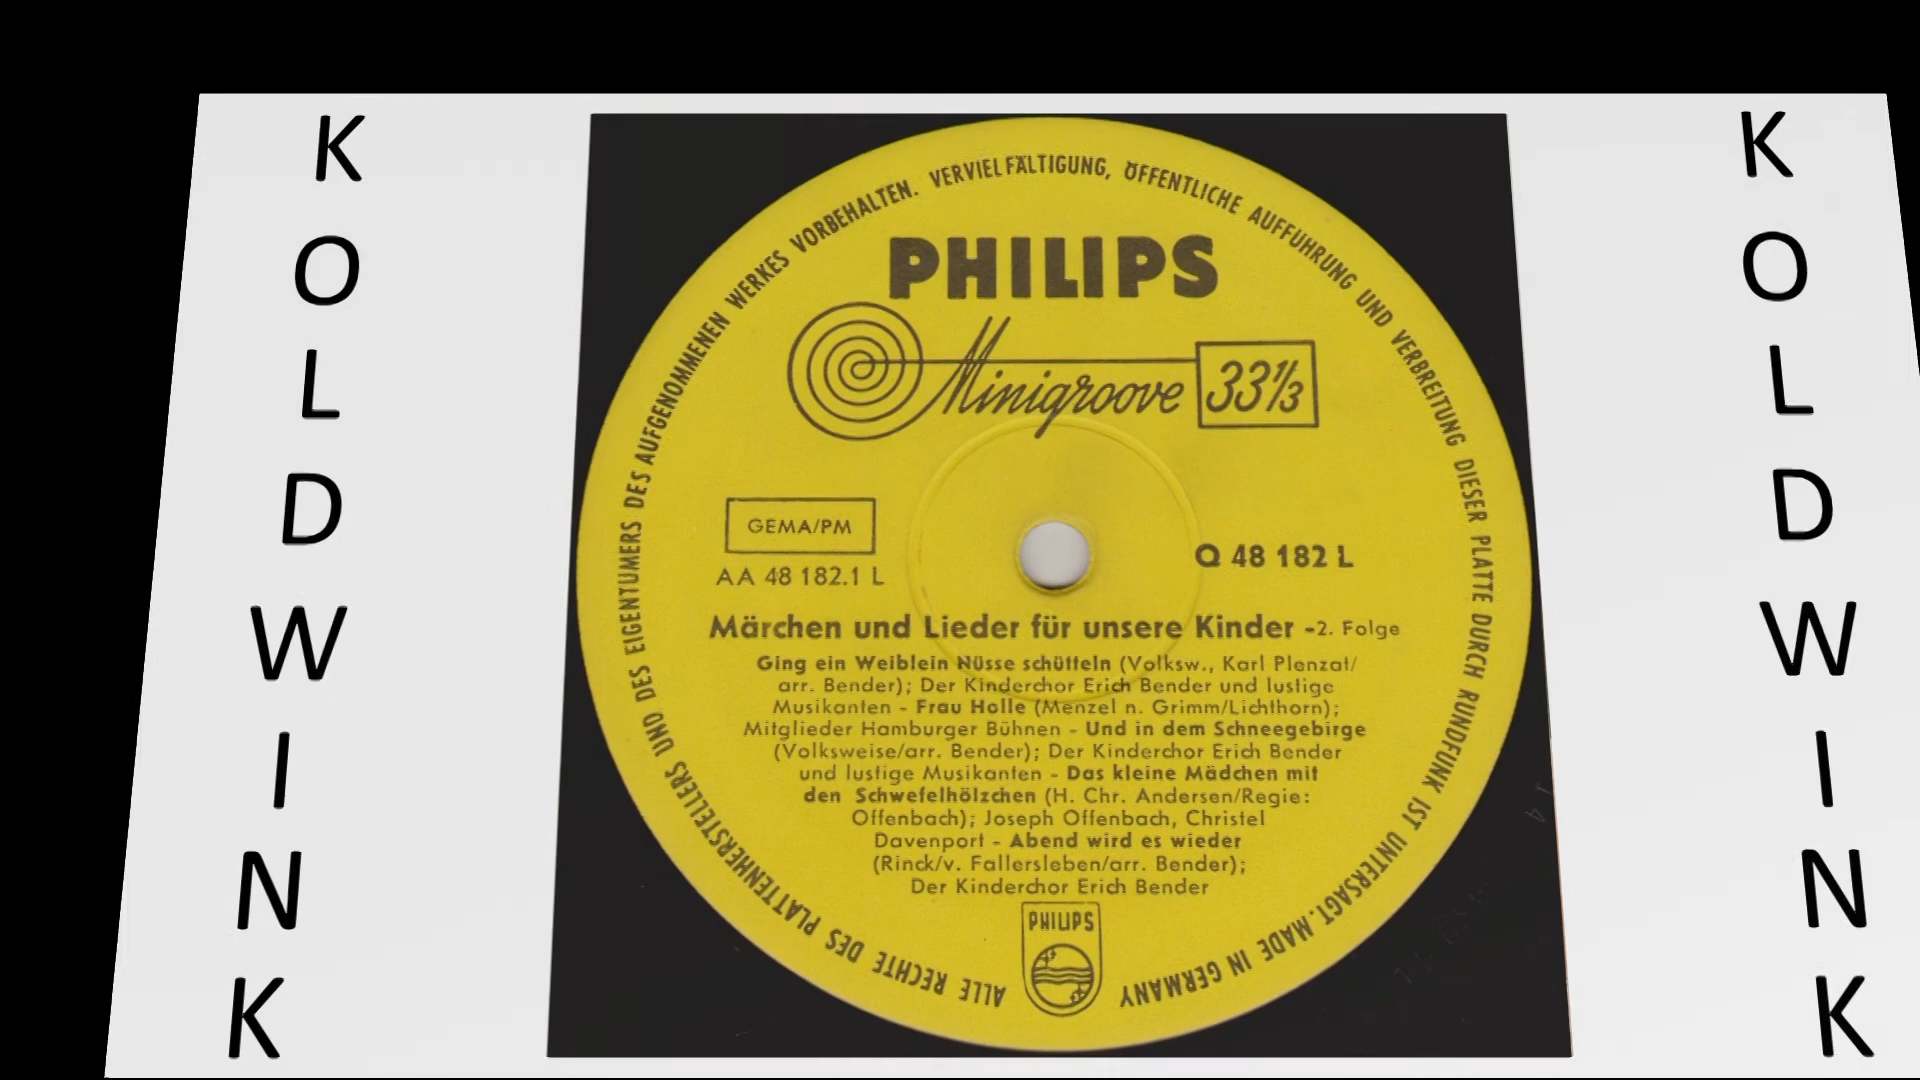 K
O
L
D
W
I
N
K
ALLE RECHTE DES PLATTENHERSTELLERS UND DES EIGENTÜMERS DES AUFGENOMMENEN WERKES VORBEHALTEN. VERVIELFÄLTIGUNG, ÖFFENTLICHE AUFFÜHRUNG UND VERBREITUNG DIESER PLATTE DURCH RUNDFUNK IST UNTERSAGT. MADE IN GERMANY
PHILIPS
Minigroove 33 1/3
GEMA/PM
AA 48 182.1 L
Q 48 182 L
Märchen und Lieder für unsere Kinder -2. Folge
Ging ein Weiblein Nüsse schütteln (Volksw., Karl Plenzat/
arr. Bender); Der Kinderchor Erich Bender und lustige
Musikanten - Frau Holle (Menzel n. Grimm/Lichthorn);
Mitglieder Hamburger Bühnen - Und in dem Schneegebirge
(Volksweise/arr. Bender); Der Kinderchor Erich Bender
und lustige Musikanten - Das kleine Mädchen mit
den Schwefelhölzchen (H. Chr. Andersen/Regie:
Offenbach); Joseph Offenbach, Christel
Davenport - Abend wird es wieder
(Rinck/v. Fallersleben/arr. Bender);
Der Kinderchor Erich Bender
PHILIPS
K
O
L
D
W
I
N
K